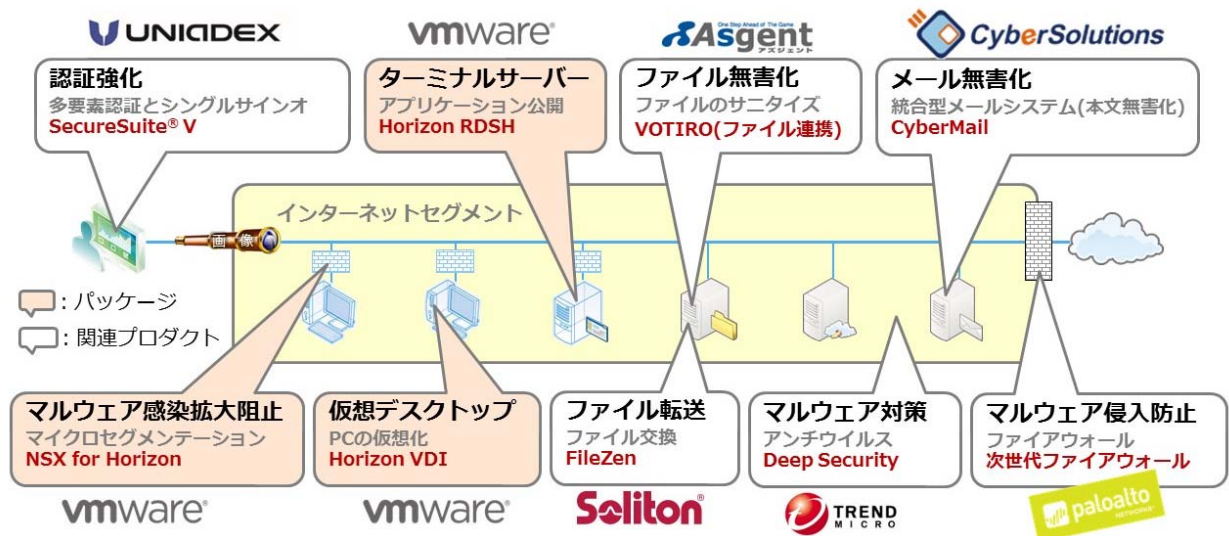 UNIADEX
vmware®
One Step Ahead of The Game
Asgent
アズジェント
CyberSolutions
認証強化
多要素認証とシングルサインオ
SecureSuite® V
ターミナルサーバー
アプリケーション公開
Horizon RDSH
ファイル無害化
ファイルのサニタイズ
VOTIRO(ファイル連携)
メール無害化
統合型メールシステム(本文無害化)
CyberMail
インターネットセグメント
画像
：パッケージ
：関連プロダクト
マルウェア感染拡大阻止
マイクロセグメンテーション
NSX for Horizon
仮想デスクトップ
PCの仮想化
Horizon VDI
ファイル転送
ファイル交換
FileZen
マルウェア対策
アンチウイルス
Deep Security
マルウェア侵入防止
ファイアウォール
次世代ファイアウォール
vmware®
vmware®
Soliton®
TREND
MICRO
paloalto
NETWORKS